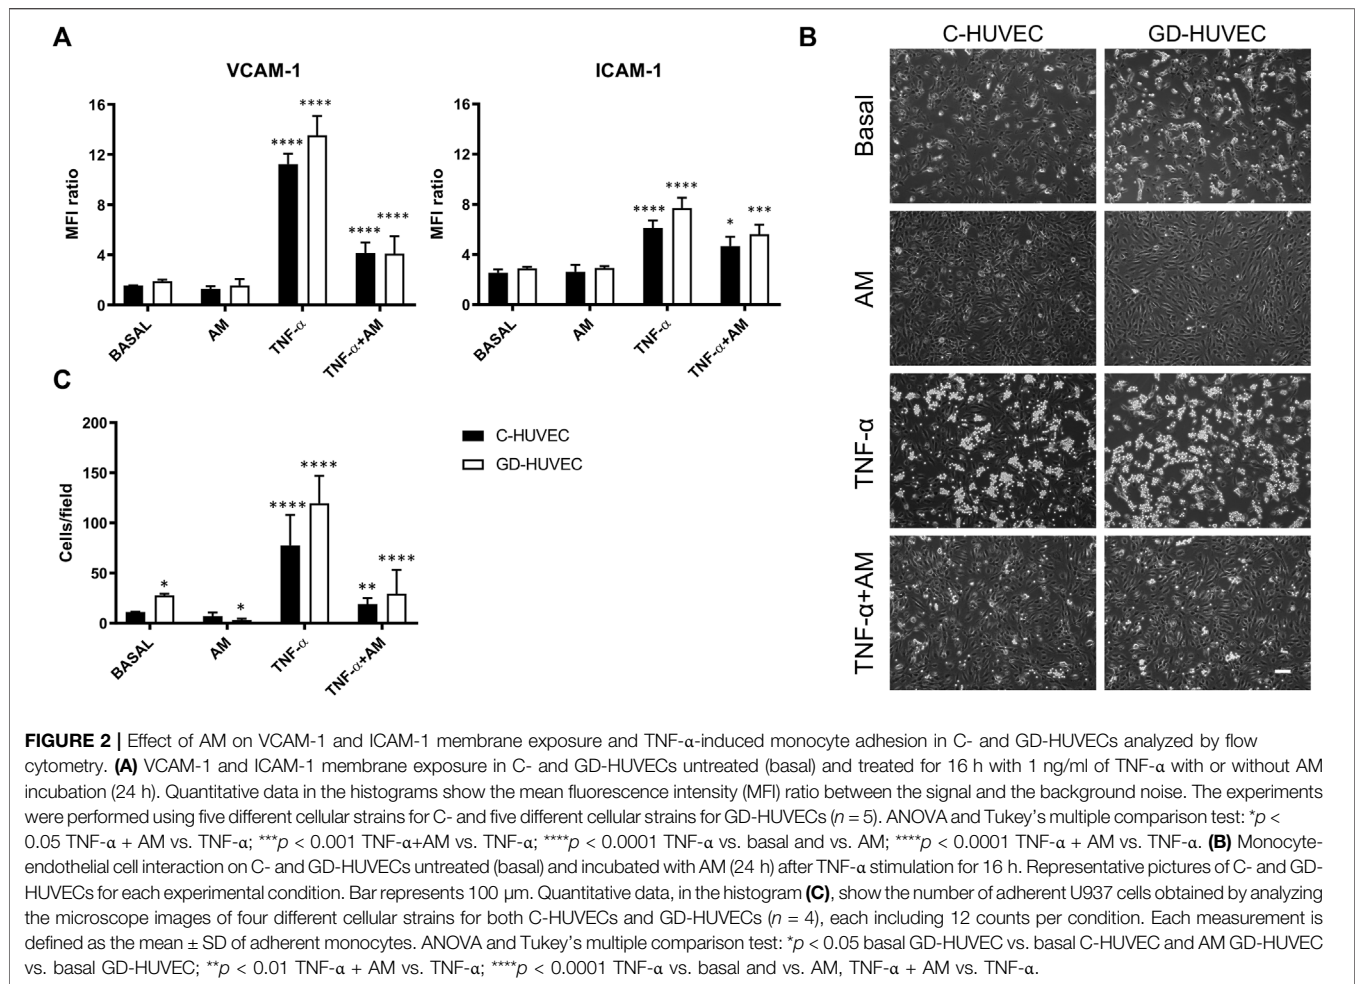 A
VCAM-1
ICAM-1
16
12
8
4
0
MFI ratio
****
****
****
****
BASAL
AM
TNF-α
TNF-α+AM
16
12
8
4
0
MFI ratio
****
****
*
***
BASAL
AM
TNF-α
TNF-α+AM
B
C-HUVEC
GD-HUVEC
Basal
AM
TNF-α
TNF-α+AM
C
200
150
100
50
0
Cells/field
*
*
****
****
**
****
BASAL
AM
TNF-α
TNF-α+AM
C-HUVEC
GD-HUVEC
FIGURE 2 | Effect of AM on VCAM-1 and ICAM-1 membrane exposure and TNF-α-induced monocyte adhesion in C- and GD-HUVECs analyzed by flow
cytometry. (A) VCAM-1 and ICAM-1 membrane exposure in C- and GD-HUVECs untreated (basal) and treated for 16 h with 1 ng/ml of TNF-α with or without AM
incubation (24 h). Quantitative data in the histograms show the mean fluorescence intensity (MFI) ratio between the signal and the background noise. The experiments
were performed using five different cellular strains for C- and five different cellular strains for GD-HUVECs (n = 5). ANOVA and Tukey's multiple comparison test: *p <
0.05 TNF-α + AM vs. TNF-α; ***p < 0.001 TNF-α+AM vs. TNF-α; ****p < 0.0001 TNF-α vs. basal and vs. AM; ****p < 0.0001 TNF-α + AM vs. TNF-α. (B) Monocyte-
endothelial cell interaction on C- and GD-HUVECs untreated (basal) and incubated with AM (24 h) after TNF-α stimulation for 16 h. Representative pictures of C- and GD-
HUVECs for each experimental condition. Bar represents 100 μm. Quantitative data, in the histogram (C), show the number of adherent U937 cells obtained by analyzing
the microscope images of four different cellular strains for both C-HUVECs and GD-HUVECs (n = 4), each including 12 counts per condition. Each measurement is
defined as the mean ± SD of adherent monocytes. ANOVA and Tukey's multiple comparison test: *p < 0.05 basal GD-HUVEC vs. basal C-HUVEC and AM GD-HUVEC
vs. basal GD-HUVEC; **p < 0.01 TNF-α + AM vs. TNF-α; ****p < 0.0001 TNF-α vs. basal and vs. AM, TNF-α + AM vs. TNF-α.